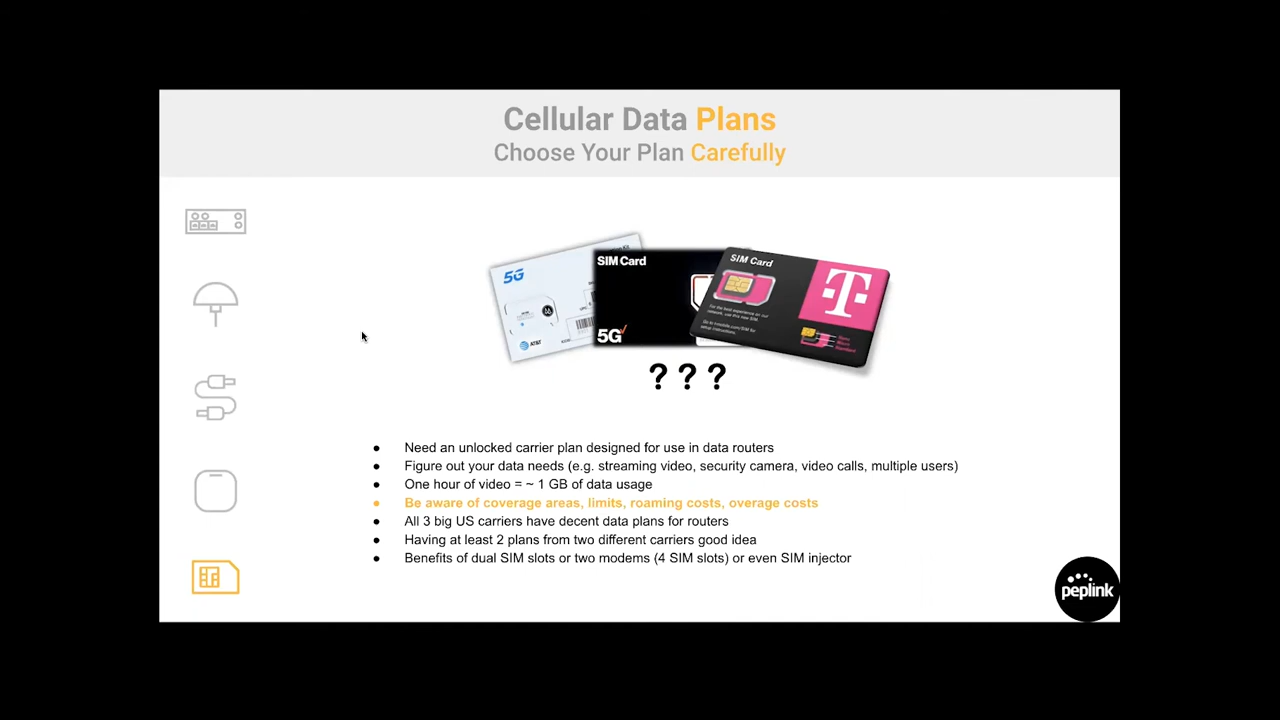 Cellular Data Plans
Choose Your Plan Carefully
5G
AT&T
SIM Card
5G
SIM Card
T
? ? ?
● Need an unlocked carrier plan designed for use in data routers
● Figure out your data needs (e.g. streaming video, security camera, video calls, multiple users)
● One hour of video = ~ 1 GB of data usage
● Be aware of coverage areas, limits, roaming costs, overage costs
● All 3 big US carriers have decent data plans for routers
● Having at least 2 plans from two different carriers good idea
● Benefits of dual SIM slots or two modems (4 SIM slots) or even SIM injector
peplink